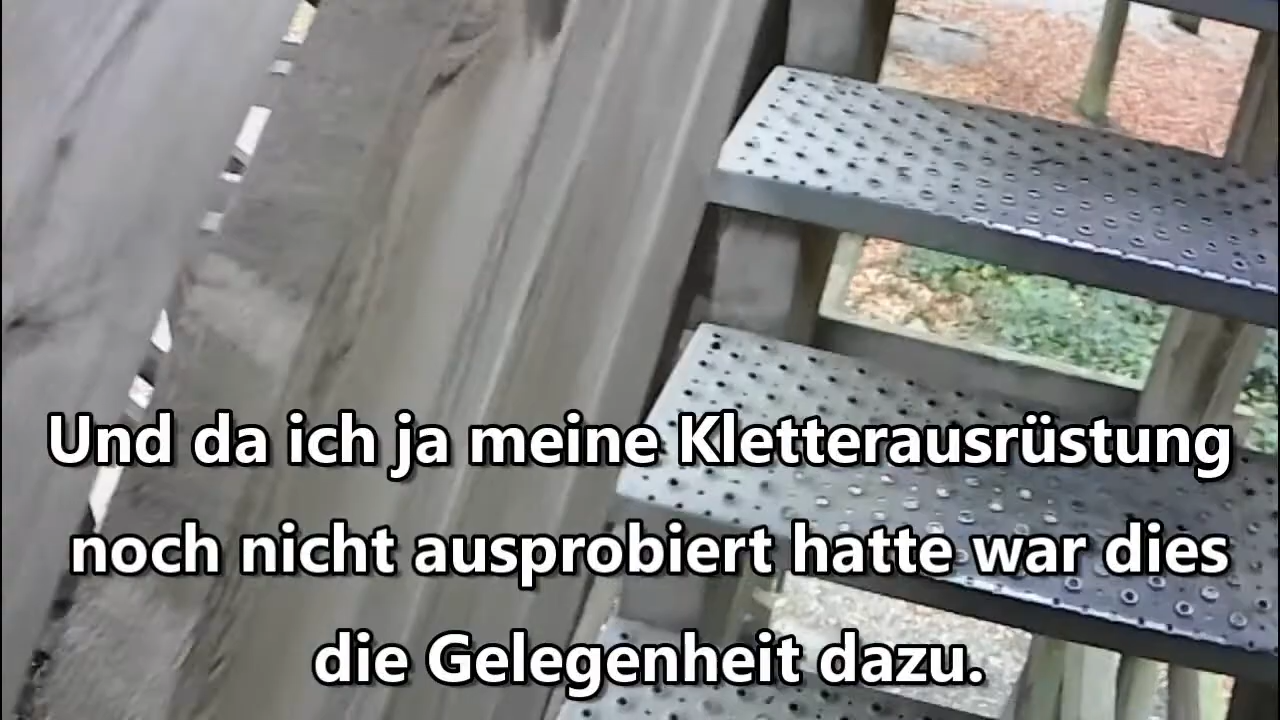 Und da ich ja meine Kletterausrüstung
noch nicht ausprobiert hatte war dies
die Gelegenheit dazu.